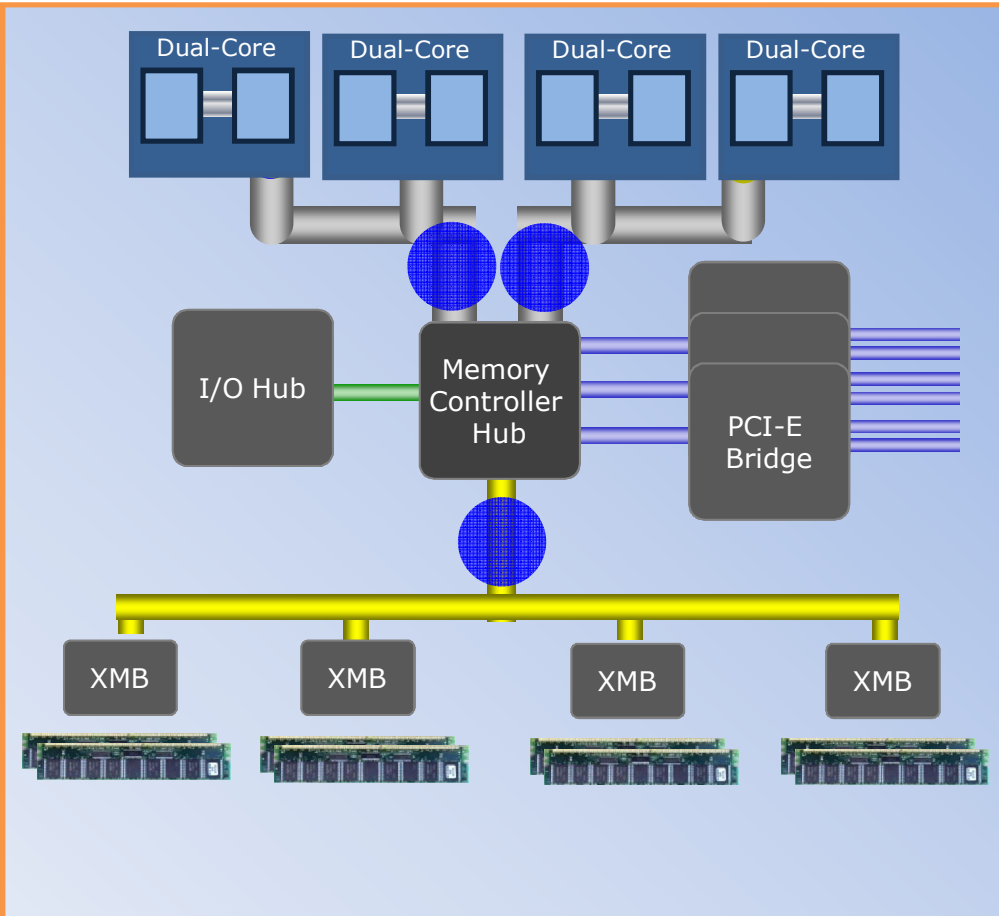 Dual-Core
Dual-Core
Dual-Core
Dual-Core
I/O Hub
Memory
Controller
Hub
PCI-E
Bridge
XMB
XMB
XMB
XMB